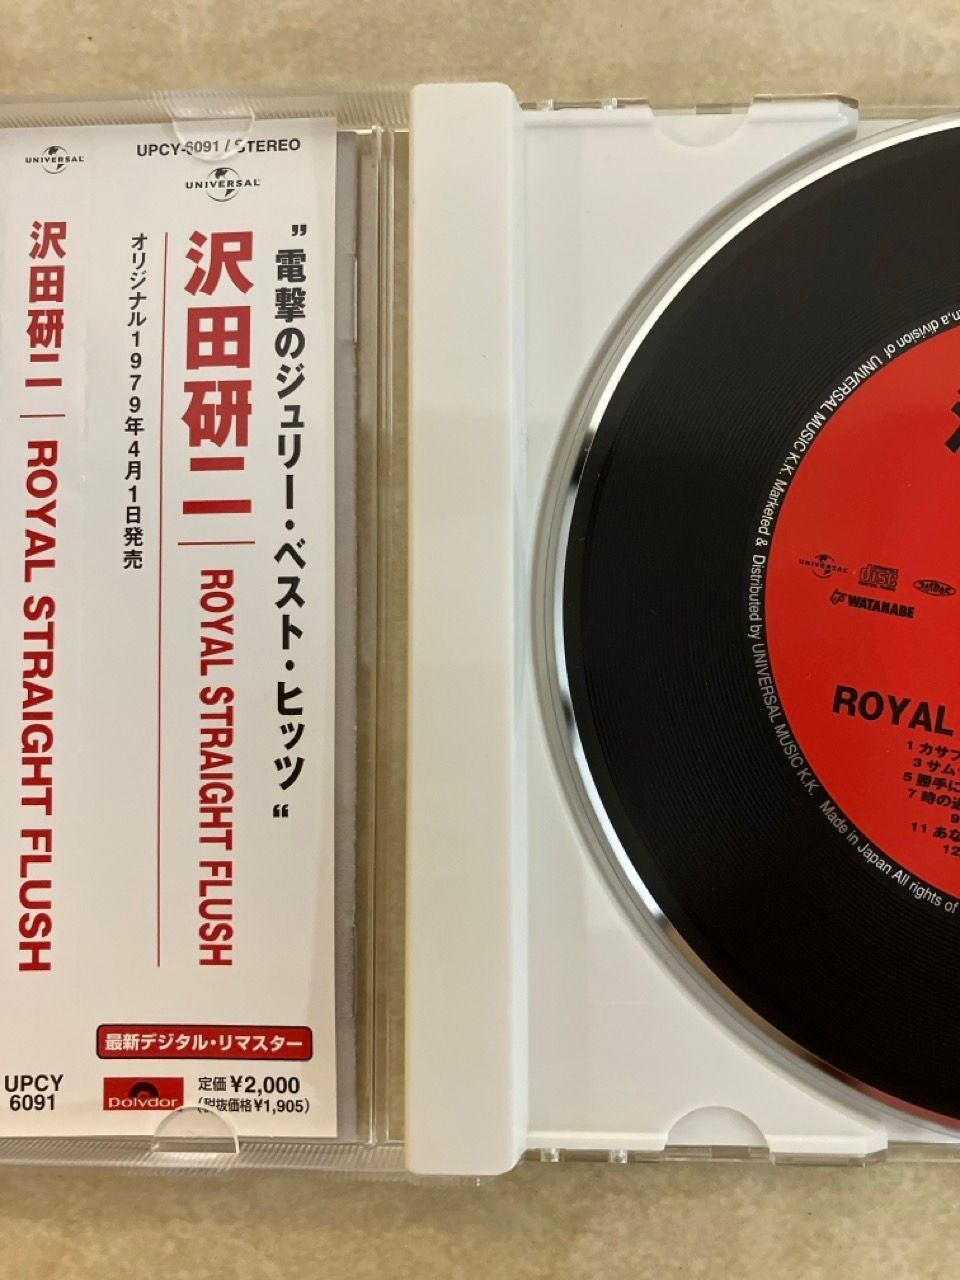 UNIVERSAL
沢田研二 ROYAL STRAIGHT FLUSH
UPCY
6091
UPCY-6091 / STEREO
UNIVERSAL
"電撃のジュリー・ベスト・ヒッツ"
沢田研二 ROYAL STRAIGHT FLUSH
オリジナル1979年4月1日発売
最新デジタル・リマスター
polydor
定価 ¥2,000
(税抜価格¥1,905)
a division of UNIVERSAL MUSIC K.K. Marketed & Distributed by UNIVERSAL MUSIC K.K. Made in Japan All rights of
UNIVERSAL
disc
WATANABE
ROYAL
1 カサブ
3 サム
5 勝手に
7 時の過
9
11 あな
12